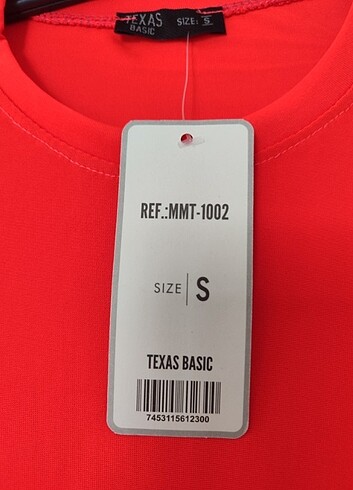 TEXAS
BASIC
SIZE: S
REF.:MMT-1002
SIZE S
TEXAS BASIC
7453115612300